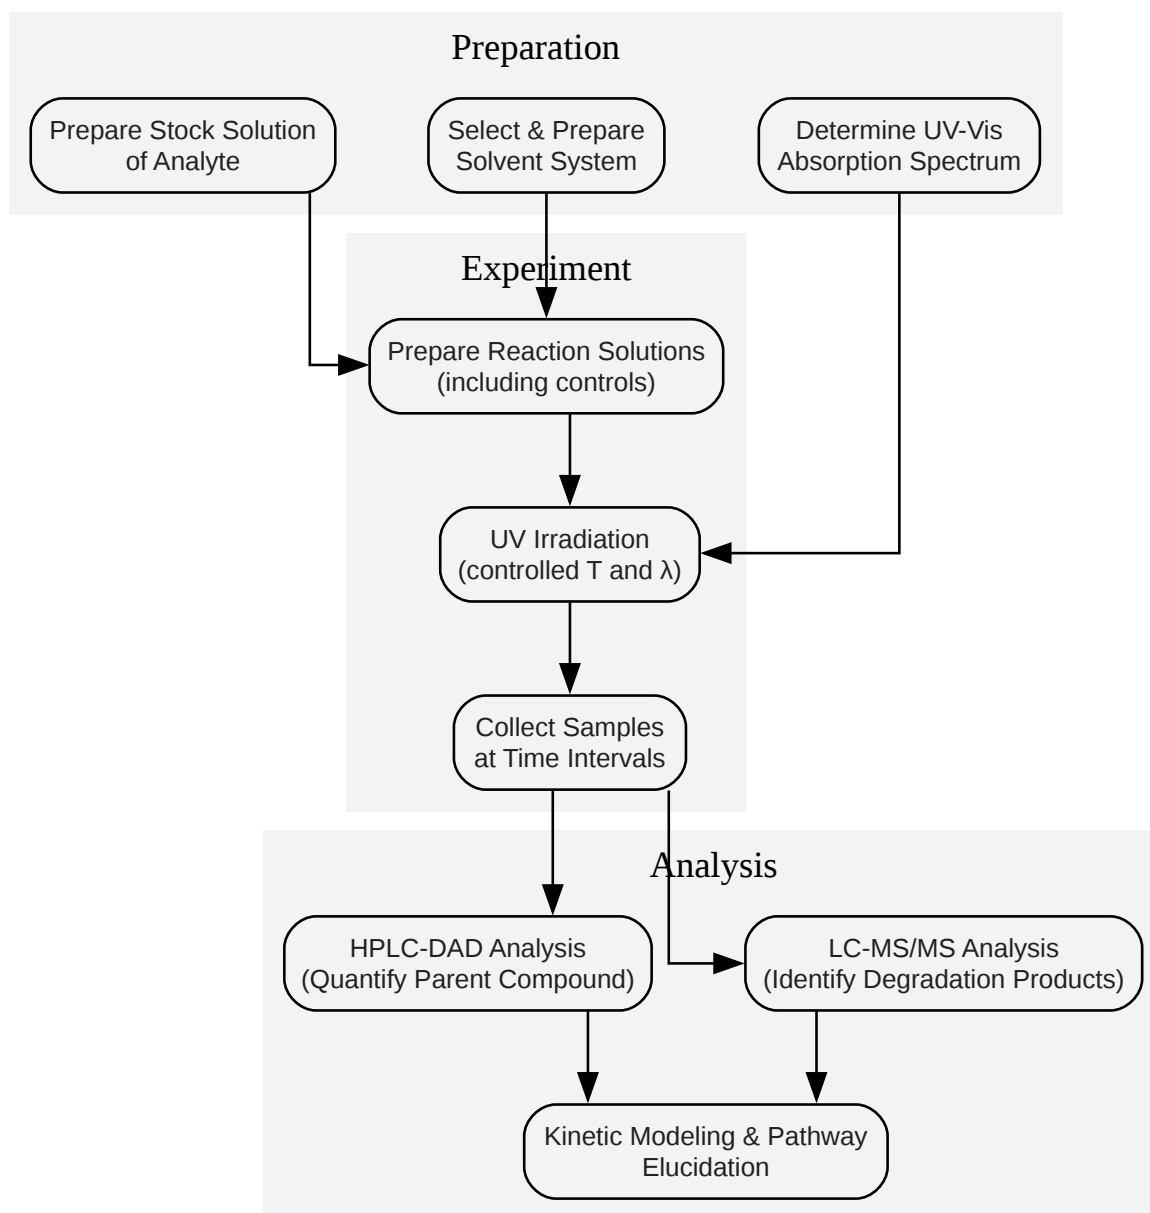 Preparation
Prepare Stock Solution
of Analyte
Select & Prepare
Solvent System
Determine UV-Vis
Absorption Spectrum
Experiment
Prepare Reaction Solutions
(including controls)
UV Irradiation
(controlled T and λ)
Collect Samples
at Time Intervals
Analysis
HPLC-DAD Analysis
(Quantify Parent Compound)
LC-MS/MS Analysis
(Identify Degradation Products)
Kinetic Modeling & Pathway
Elucidation